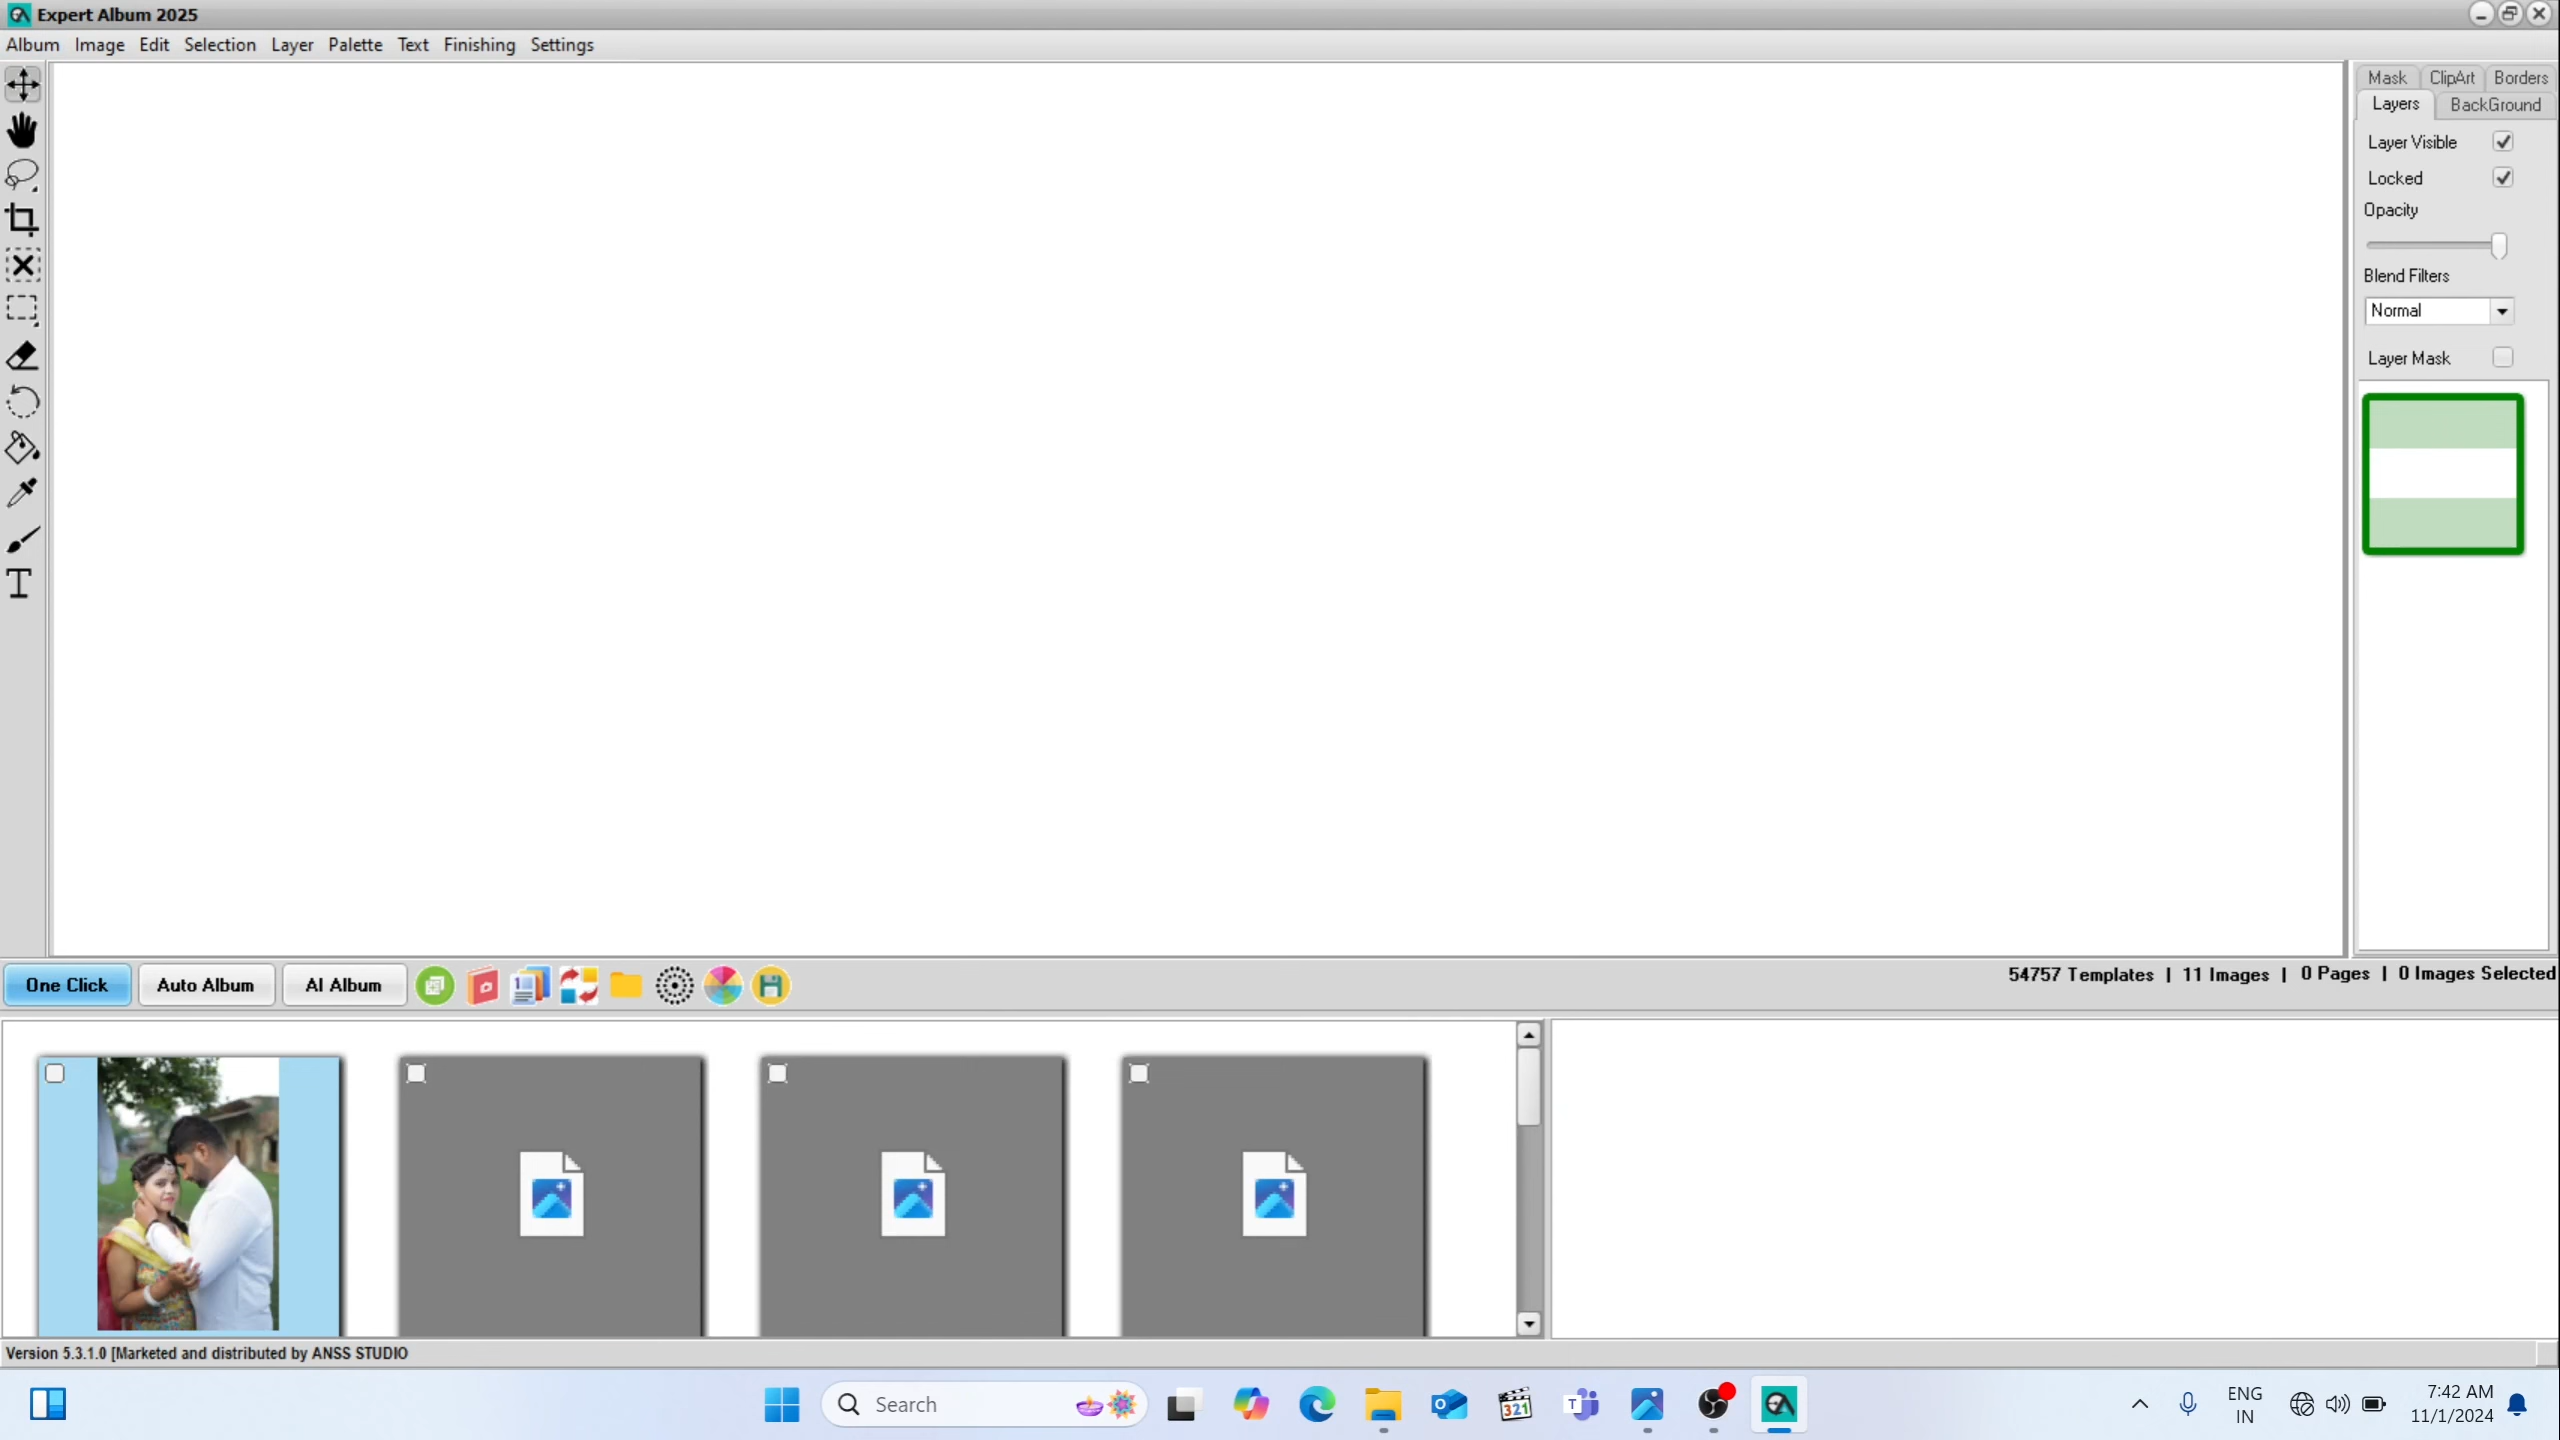 Expert Album 2025
Album Image Edit Selection Layer Palette Text Finishing Settings
Mask ClipArt Borders
Layers BackGround
Layer Visible
Locked
Opacity
Blend Filters
Normal
Layer Mask
T
One Click Auto Album AI Album
54757 Templates | 11 Images | 0 Pages | 0 Images Selected
Version 5.3.1.0 [Marketed and distributed by ANSS STUDIO
Search
321
ENG
IN
7:42 AM
11/1/2024